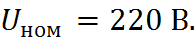 Uном = 220 В.